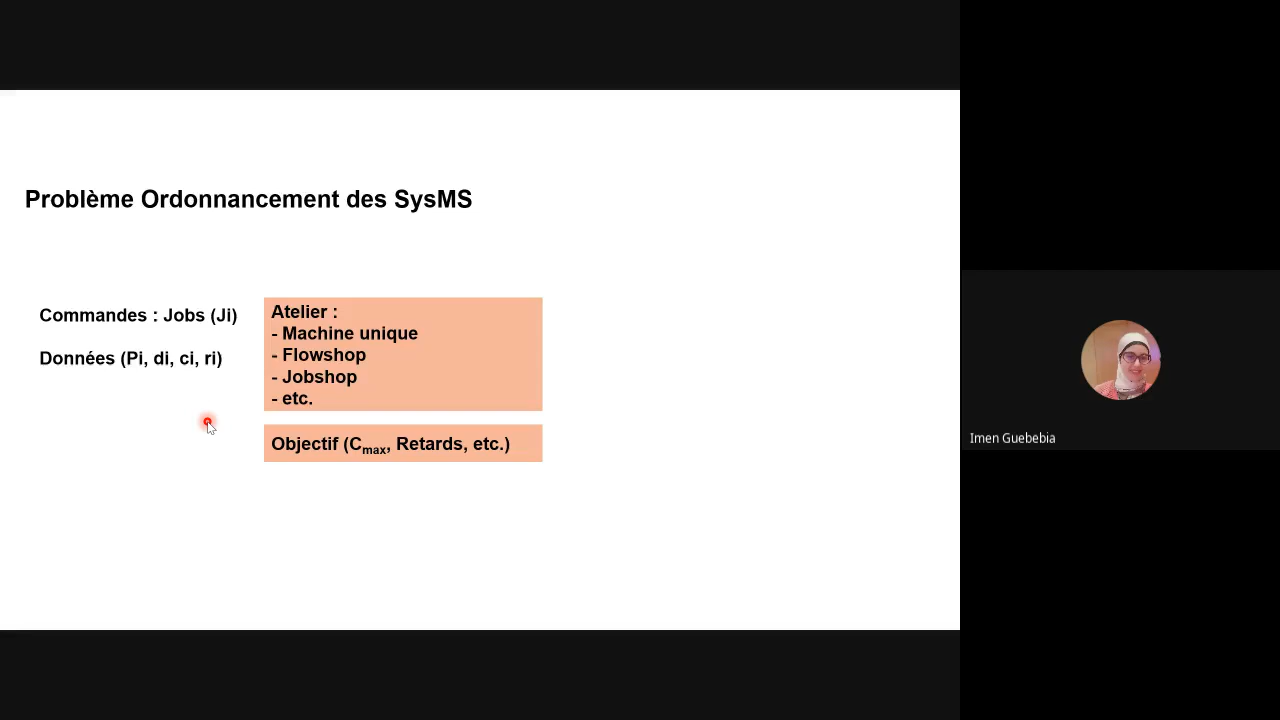 Problème Ordonnancement des SysMS
Commandes : Jobs (Ji)
Données (Pi, di, ci, ri)
Atelier :
- Machine unique
- Flowshop
- Jobshop
- etc.
Objectif (Cmax, Retards, etc.)
Imen Guebebia